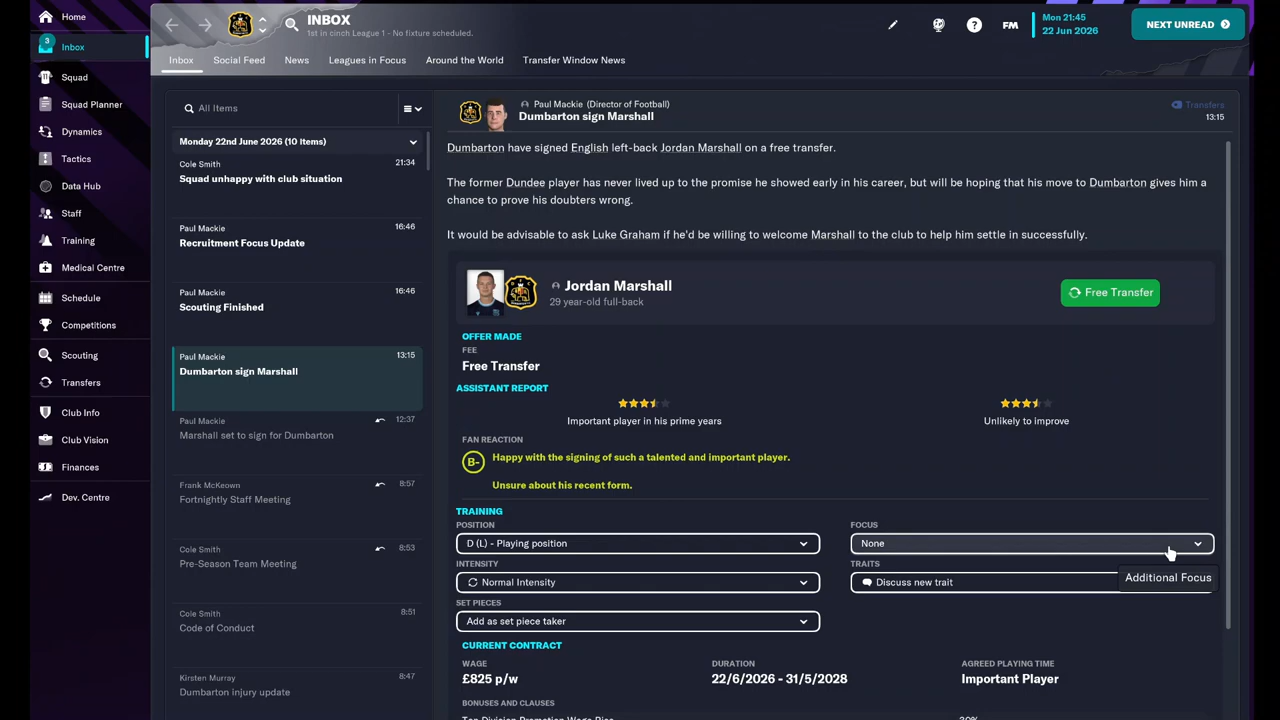 Home
3
Inbox
Squad
Squad Planner
Dynamics
Tactics
Data Hub
Staff
Training
Medical Centre
Schedule
Competitions
Scouting
Transfers
Club Info
Club Vision
Finances
Dev. Centre
INBOX
1st in cinch League 1 - No fixture scheduled.
FM
Mon 21:45
22 Jun 2026
NEXT UNREAD
Inbox
Social Feed
News
Leagues in Focus
Around the World
Transfer Window News
All Items
Monday 22nd June 2026 (10 Items)
Cole Smith 21:34
Squad unhappy with club situation
Paul Mackie 16:46
Recruitment Focus Update
Paul Mackie 16:46
Scouting Finished
Paul Mackie 13:15
Dumbarton sign Marshall
Paul Mackie 12:37
Marshall set to sign for Dumbarton
Frank McKeown 8:57
Fortnightly Staff Meeting
Cole Smith 8:53
Pre-Season Team Meeting
Cole Smith 8:51
Code of Conduct
Kirsten Murray 8:47
Dumbarton injury update
Paul Mackie (Director of Football)
Dumbarton sign Marshall
Transfers
13:15
Dumbarton have signed English left-back Jordan Marshall on a free transfer.
The former Dundee player has never lived up to the promise he showed early in his career, but will be hoping that his move to Dumbarton gives him a
chance to prove his doubters wrong.
It would be advisable to ask Luke Graham if he'd be willing to welcome Marshall to the club to help him settle in successfully.
Jordan Marshall
29 year-old full-back
Free Transfer
OFFER MADE
FEE
Free Transfer
ASSISTANT REPORT
Important player in his prime years
Unlikely to improve
FAN REACTION
B-
Happy with the signing of such a talented and important player.
Unsure about his recent form.
TRAINING
POSITION
D (L) - Playing position
FOCUS
None
INTENSITY
Normal Intensity
TRAITS
Discuss new trait
Additional Focus
SET PIECES
Add as set piece taker
CURRENT CONTRACT
WAGE
£825 p/w
DURATION
22/6/2026 - 31/5/2028
AGREED PLAYING TIME
Important Player
BONUSES AND CLAUSES
Top Division Promotion Wage Rise 30%